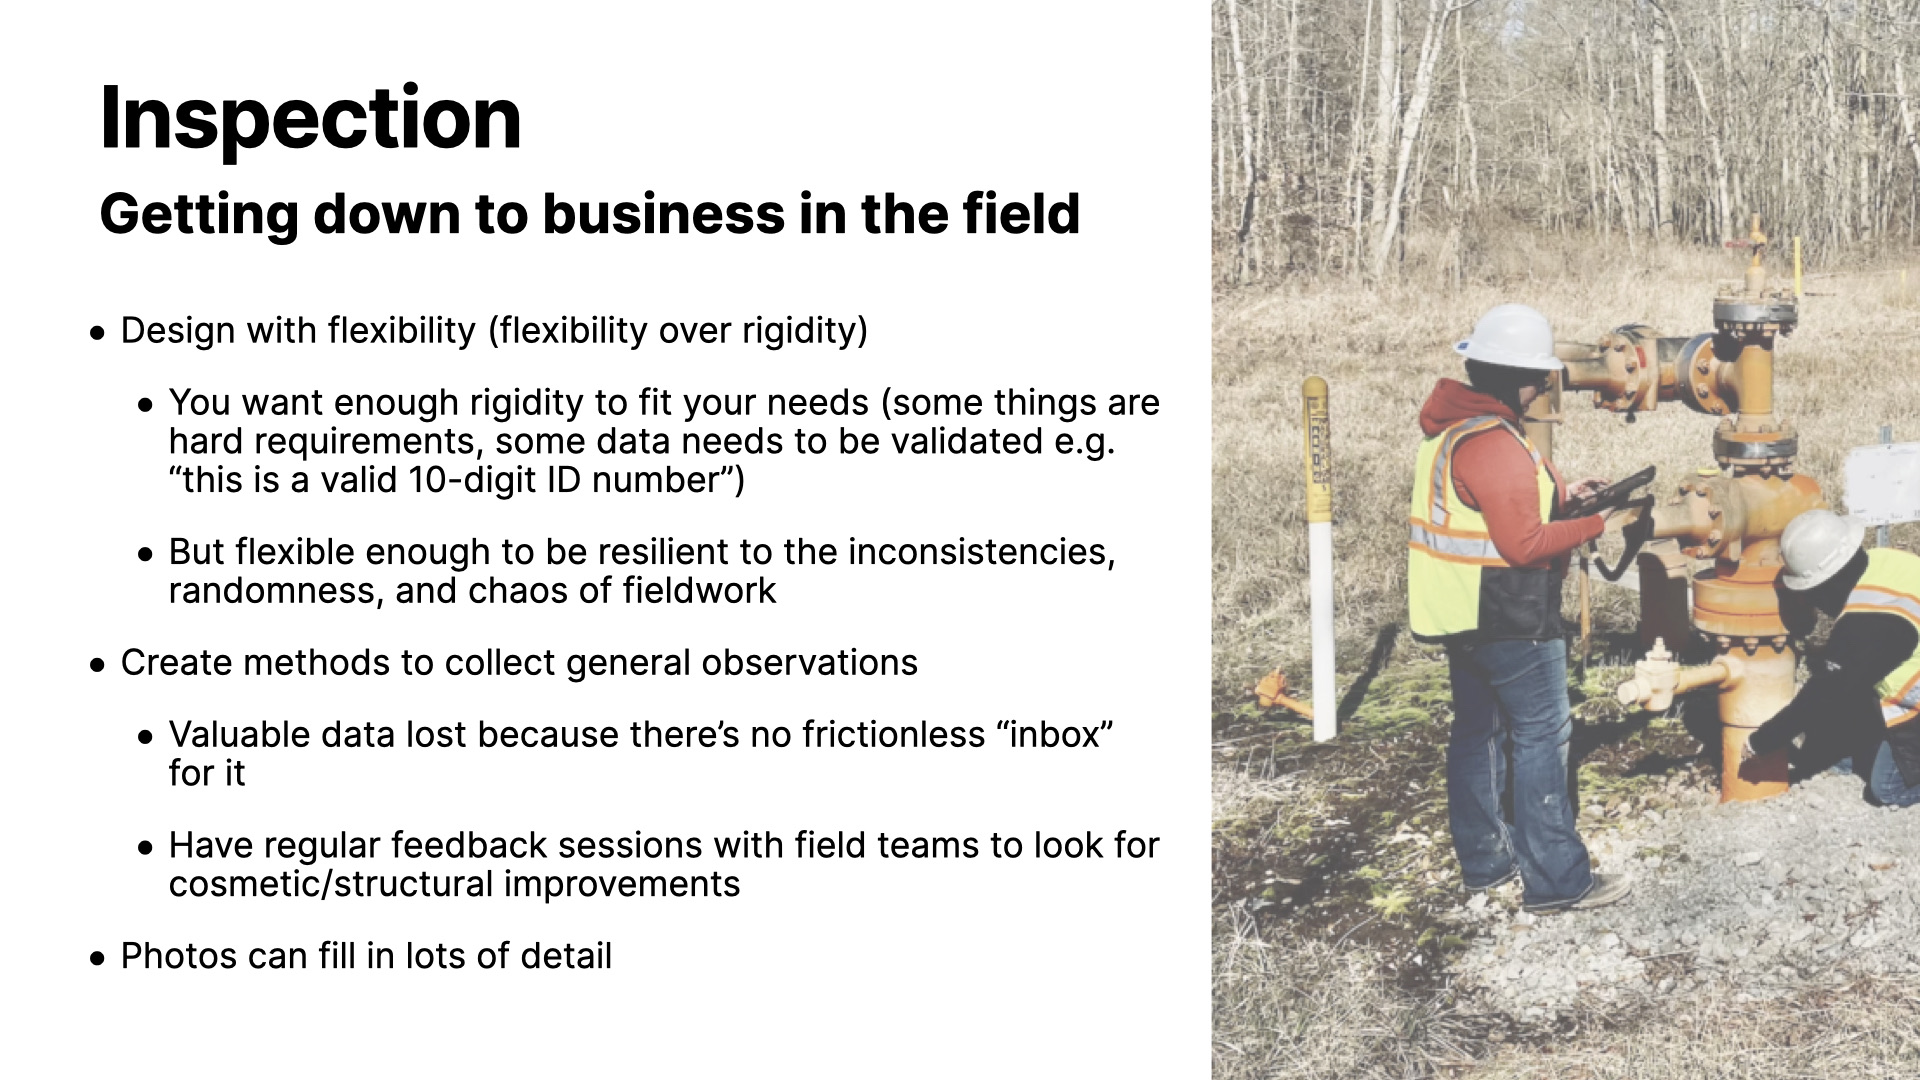 Inspection
Getting down to business in the field
• Design with flexibility (flexibility over rigidity)
• You want enough rigidity to fit your needs (some things are
hard requirements, some data needs to be validated e.g.
“this is a valid 10-digit ID number”)
• But flexible enough to be resilient to the inconsistencies,
randomness, and chaos of fieldwork
• Create methods to collect general observations
• Valuable data lost because there’s no frictionless “inbox”
for it
• Have regular feedback sessions with field teams to look for
cosmetic/structural improvements
• Photos can fill in lots of detail